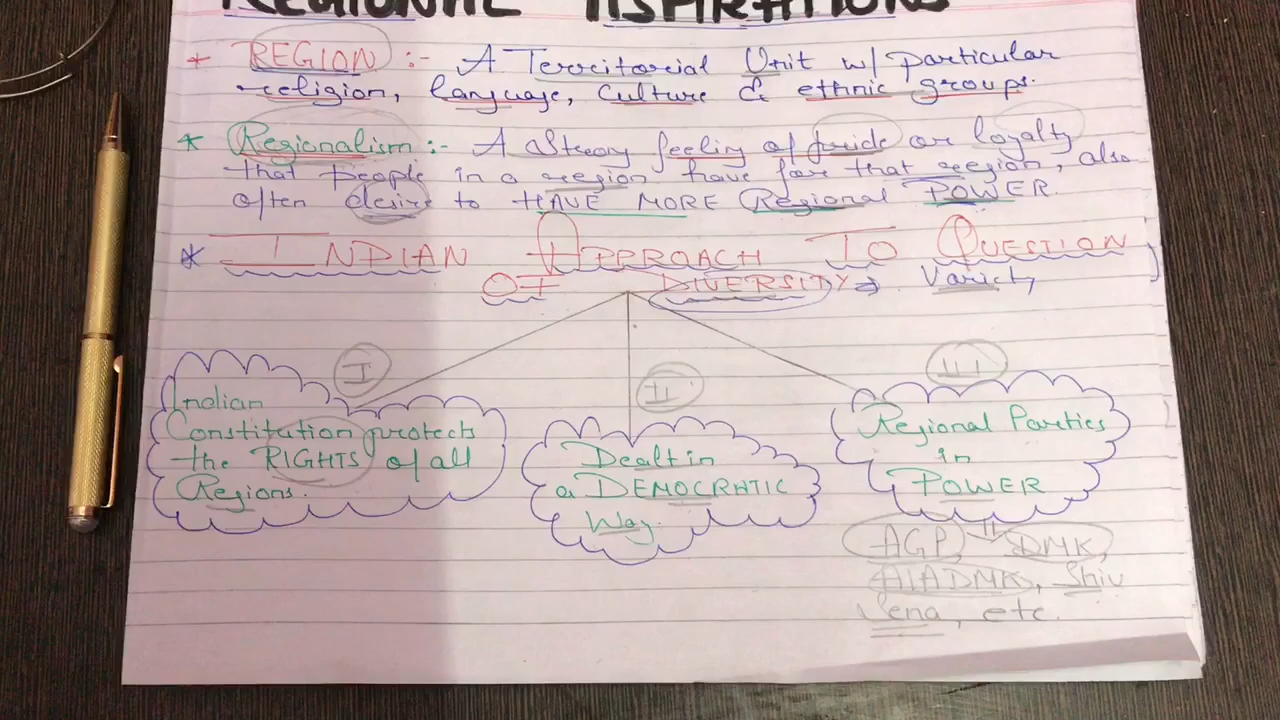 REGIONAL ASPIRATIONS
* REGION :- A Territorial Unit w/ particular
religion, language, culture & ethnic groups.
* Regionalism :- A strong feeling of pride or loyalty
that people in a region have for that region, also
often desire to HAVE MORE Regional POWER.
* INDIAN APPROACH TO QUESTION
OF DIVERSITY → Variety
I
Indian
Constitution protects
the RIGHTS of all
Regions.
II
Dealt in
a DEMOCRATIC
Way.
III
Regional Parties
in
POWER
AGP, DMK,
AIADMK, Shiv
Sena, etc.